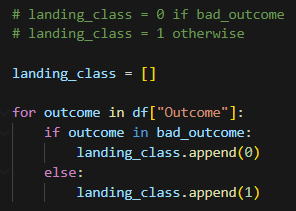 # landing_class = 0 if bad_outcome
# landing_class = 1 otherwise
landing_class = []
for outcome in df["Outcome"]:
    if outcome in bad_outcome:
        landing_class.append(0)
    else:
        landing_class.append(1)